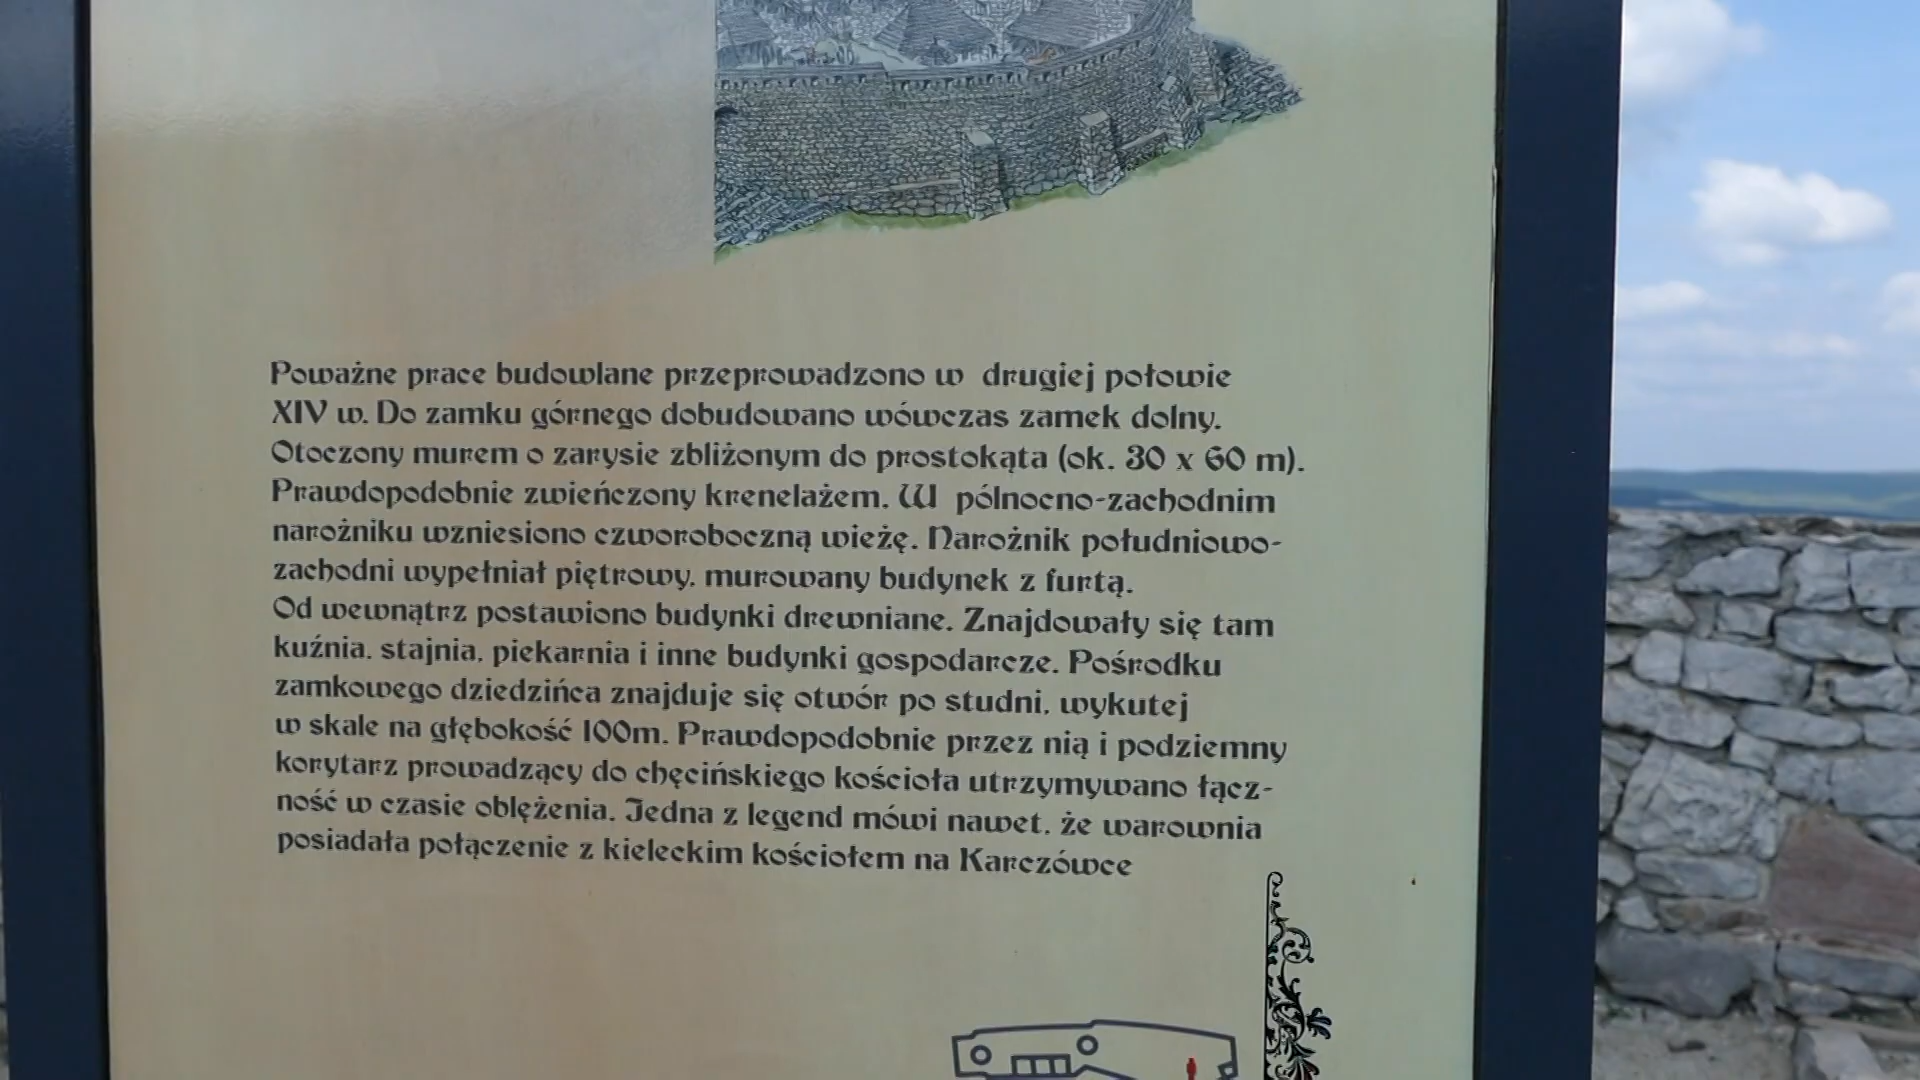 Poważne prace budowlane przeprowadzono w drugiej połowie
XIV w. Do zamku górnego dobudowano wówczas zamek dolny.
Otoczony murem o zarysie zbliżonym do prostokąta (ok. 30 x 60 m).
Prawdopodobnie zwieńczony krenelażem. W północno-zachodnim
narożniku wzniesiono czworoboczną wieżę. Narożnik południowo-
zachodni wypełniał piętrowy, murowany budynek z furtą.
Od wewnątrz postawiono budynki drewniane. Znajdowały się tam
kuźnia, stajnia, piekarnia i inne budynki gospodarcze. Pośrodku
zamkowego dziedzińca znajduje się otwór po studni, wykutej
w skale na głębokość 100m. Prawdopodobnie przez nią i podziemny
korytarz prowadzący do chęcińskiego kościoła utrzymywano łącz-
ność w czasie oblężenia. Jedna z legend mówi nawet, że warownia
posiadała połączenie z kieleckim kościołem na Karczówce